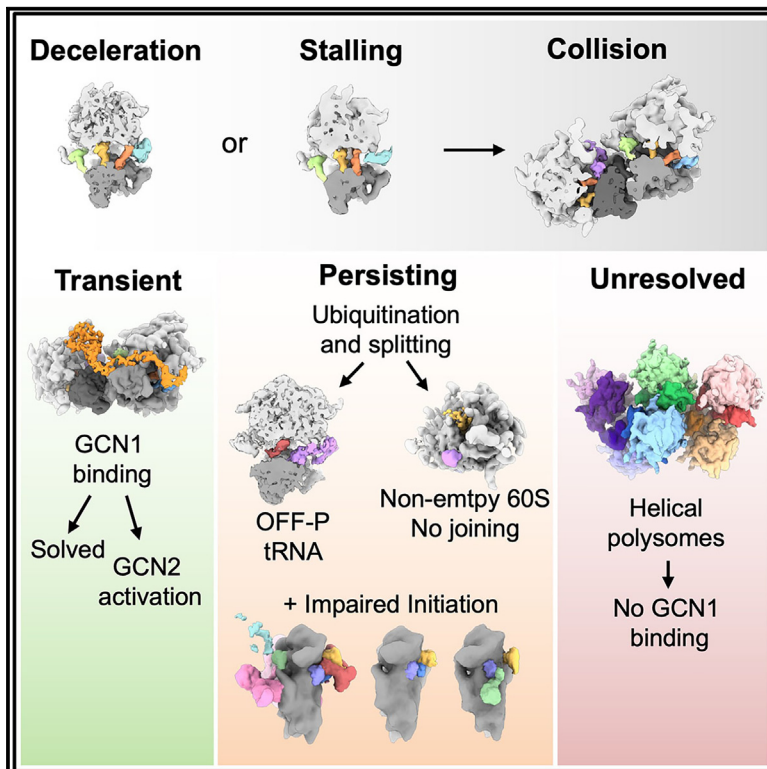 Deceleration
or
Stalling
Collision
Transient
GCN1
binding
Solved
GCN2
activation
Persisting
Ubiquitination
and splitting
OFF-P
tRNA
Non-emtpy 60S
No joining
+ Impaired Initiation
Unresolved
Helical
polysomes
No GCN1
binding